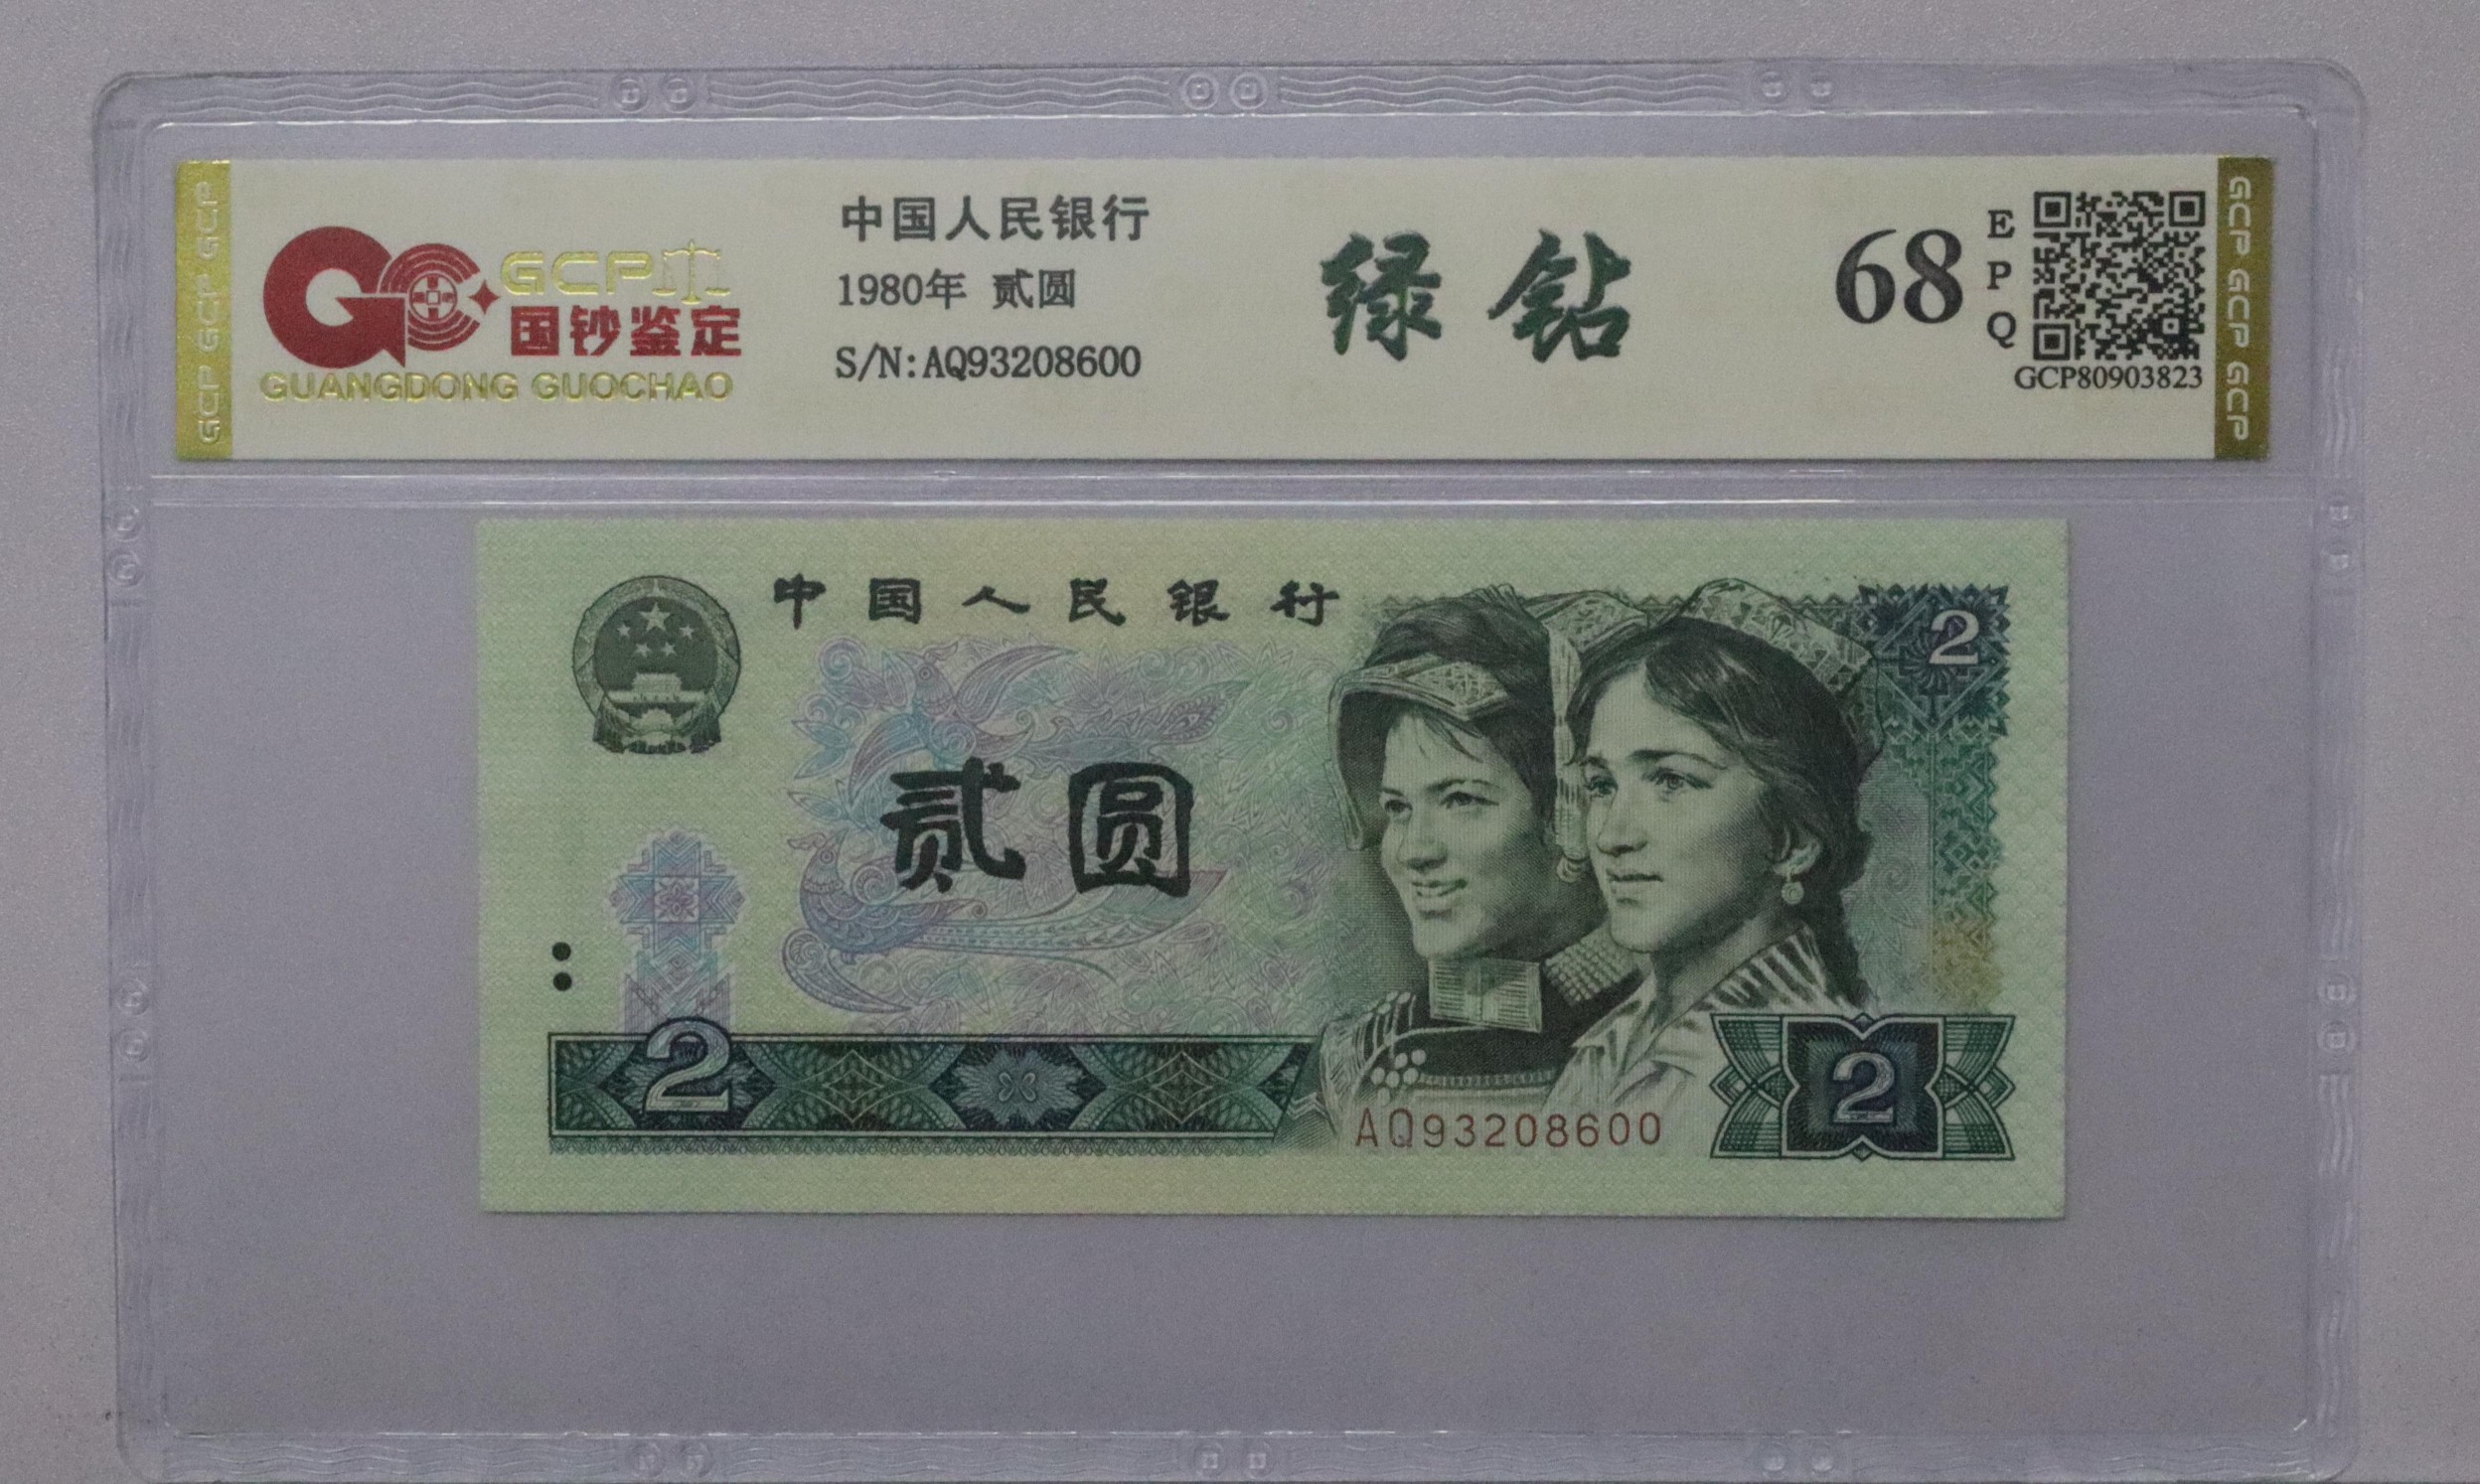 GCP GCP GCP
GCP
国钞鉴定
GUANGDONG GUOCHAO
中国人民银行
1980年 贰圆
S/N:AQ93208600
绿钻
68
E
P
Q
GCP80903823
GCP GCP GCP
中国人民银行
2
贰圆
2
AQ93208600
2